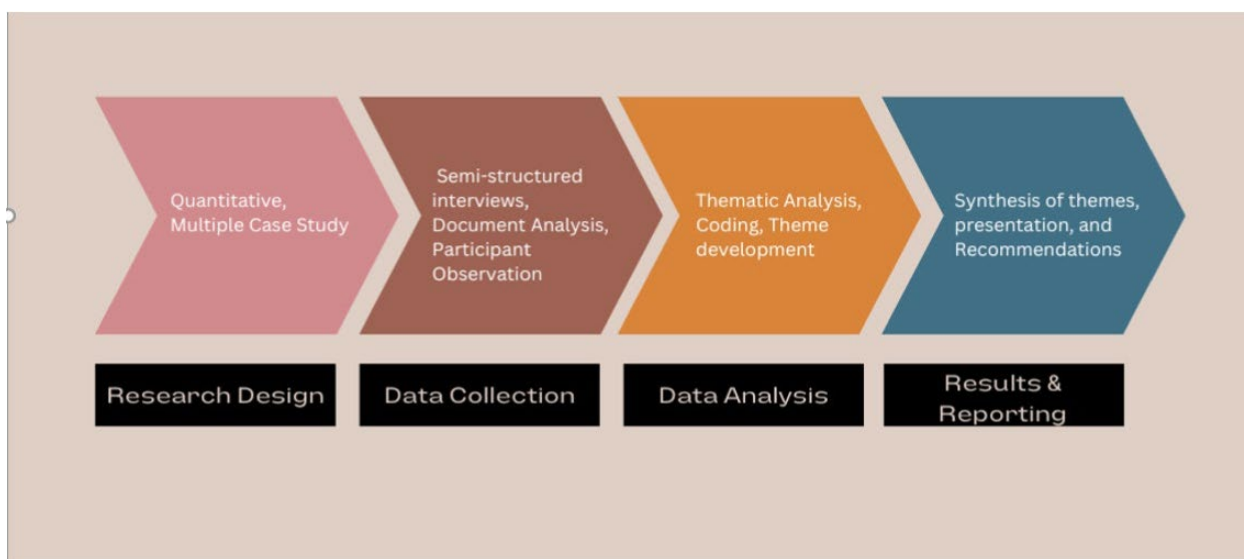 Quantitative,
Multiple Case Study
Semi-structured
interviews,
Document Analysis,
Participant
Observation
Thematic Analysis,
Coding, Theme
development
Synthesis of themes,
presentation, and
Recommendations
Research Design
Data Collection
Data Analysis
Results &
Reporting